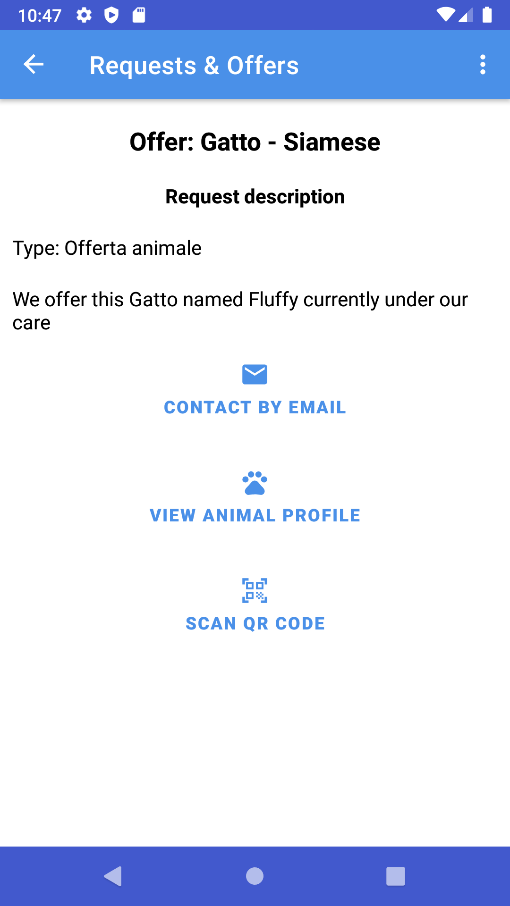 10:47
Requests & Offers
Offer: Gatto - Siamese
Request description
Type: Offerta animale
We offer this Gatto named Fluffy currently under our
care
CONTACT BY EMAIL
VIEW ANIMAL PROFILE
SCAN QR CODE